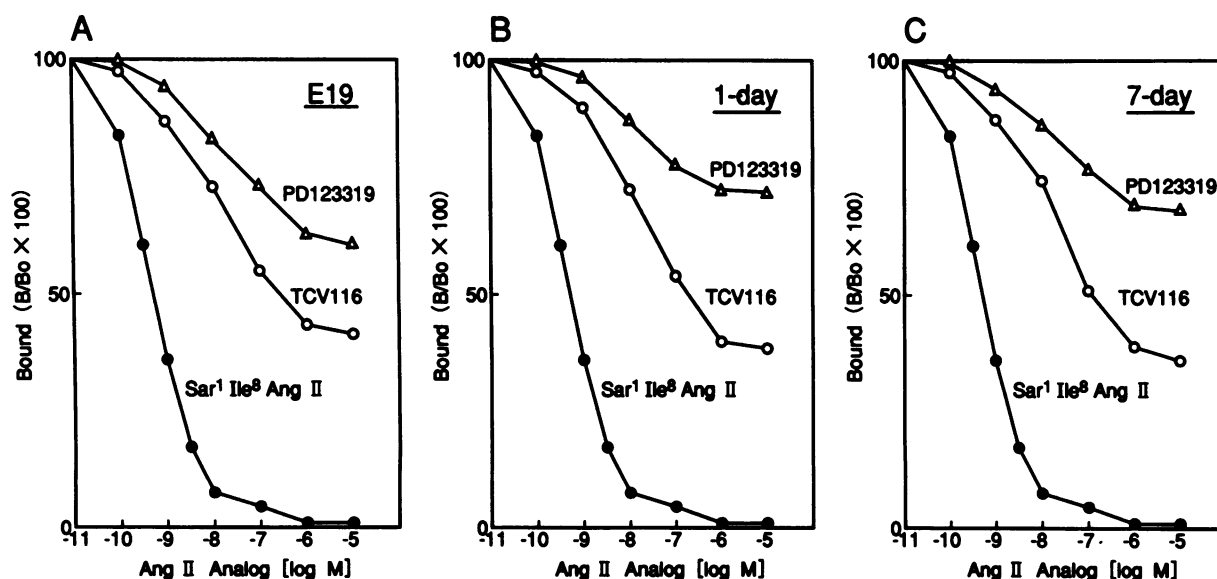 A
E19
Bound (B/Bo × 100)
100
50
0
PD123319
TCV116
Sar¹ Ile⁸ Ang Ⅱ
-11 -10 -9 -8 -7 -6 -5
Ang Ⅱ Analog [log M]
B
1-day
Bound (B/Bo × 100)
100
50
0
PD123319
TCV116
Sar¹ Ile⁸ Ang Ⅱ
-11 -10 -9 -8 -7 -6 -5
Ang Ⅱ Analog [log M]
C
7-day
Bound (B/Bo × 100)
100
50
0
PD123319
TCV116
Sar¹ Ile⁸ Ang Ⅱ
-11 -10 -9 -8 -7 -6 -5
Ang Ⅱ Analog [log M]